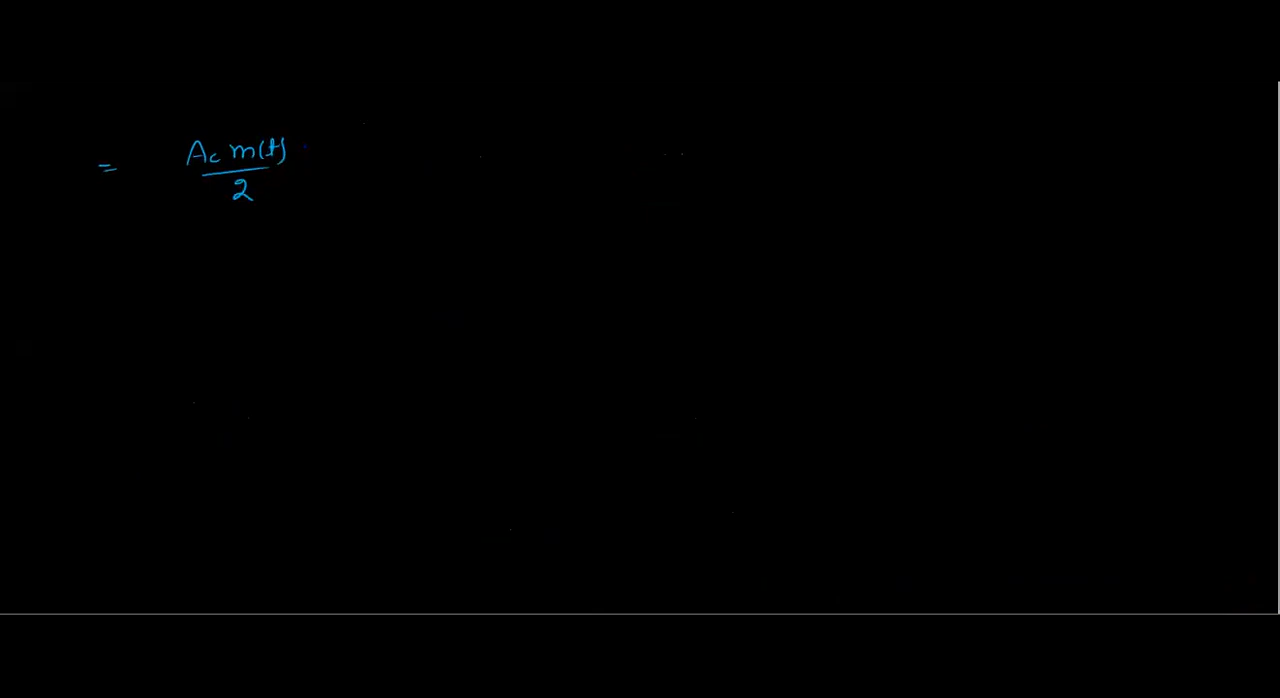 = Ac m(t) / 2